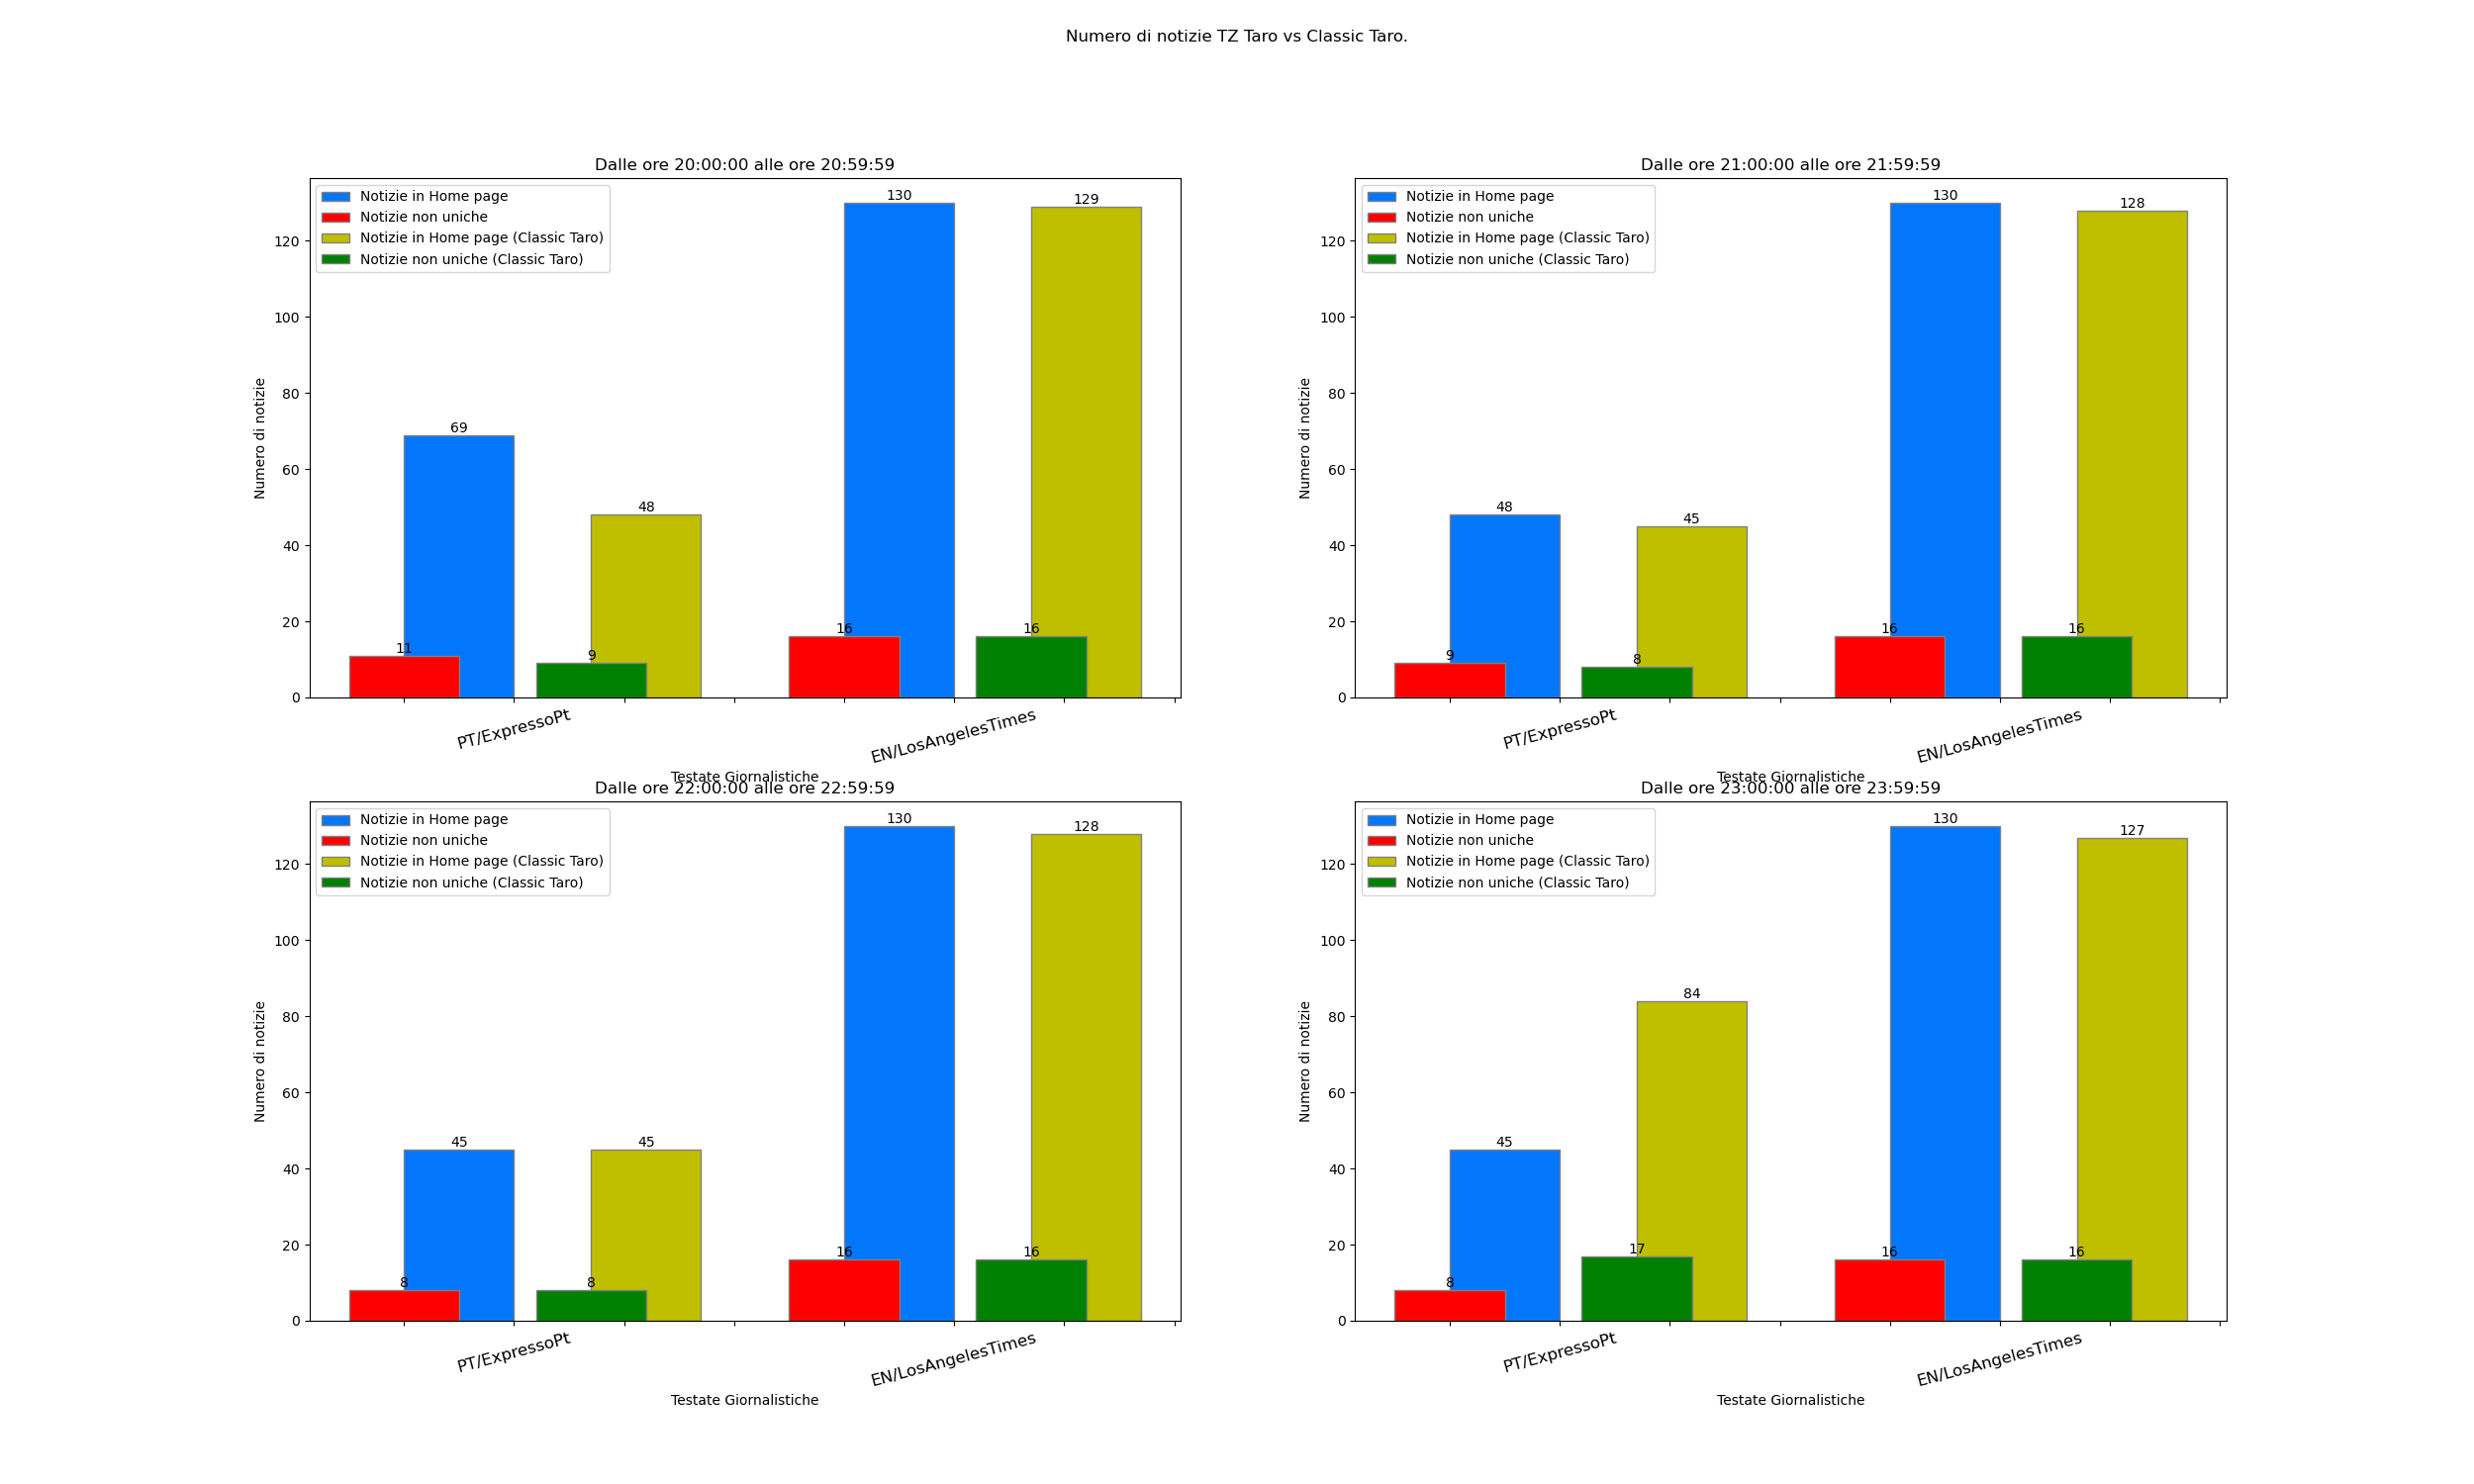 Numero di notizie TZ Taro vs Classic Taro.
Dalle ore 20:00:00 alle ore 20:59:59
Notizie in Home page
Notizie non uniche
Notizie in Home page (Classic Taro)
Notizie non uniche (Classic Taro)
Numero di notizie
0
20
40
60
80
100
120
11
69
9
48
16
130
16
129
PT/ExpressoPt
EN/LosAngelesTimes
Testate Giornalistiche
Dalle ore 21:00:00 alle ore 21:59:59
Notizie in Home page
Notizie non uniche
Notizie in Home page (Classic Taro)
Notizie non uniche (Classic Taro)
Numero di notizie
0
20
40
60
80
100
120
9
48
8
45
16
130
16
128
PT/ExpressoPt
EN/LosAngelesTimes
Testate Giornalistiche
Dalle ore 22:00:00 alle ore 22:59:59
Notizie in Home page
Notizie non uniche
Notizie in Home page (Classic Taro)
Notizie non uniche (Classic Taro)
Numero di notizie
0
20
40
60
80
100
120
8
45
8
45
16
130
16
128
PT/ExpressoPt
EN/LosAngelesTimes
Testate Giornalistiche
Dalle ore 23:00:00 alle ore 23:59:59
Notizie in Home page
Notizie non uniche
Notizie in Home page (Classic Taro)
Notizie non uniche (Classic Taro)
Numero di notizie
0
20
40
60
80
100
120
8
45
17
84
16
130
16
127
PT/ExpressoPt
EN/LosAngelesTimes
Testate Giornalistiche